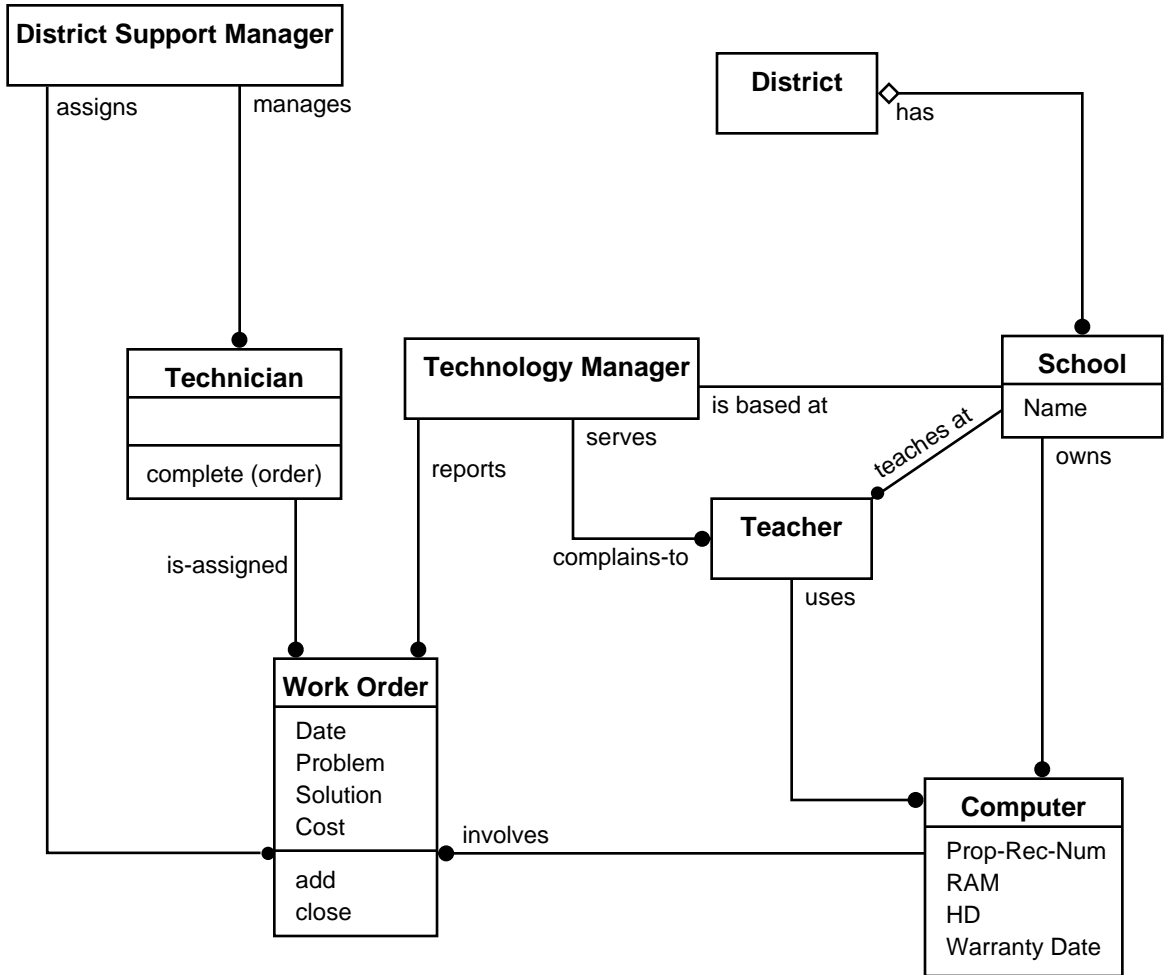 District Support Manager
assigns
manages
District
has
Technician
complete (order)
is-assigned
Technology Manager
is based at
serves
reports
complains-to
School
Name
teaches at
owns
Teacher
uses
Work Order
Date
Problem
Solution
Cost
add
close
involves
Computer
Prop-Rec-Num
RAM
HD
Warranty Date